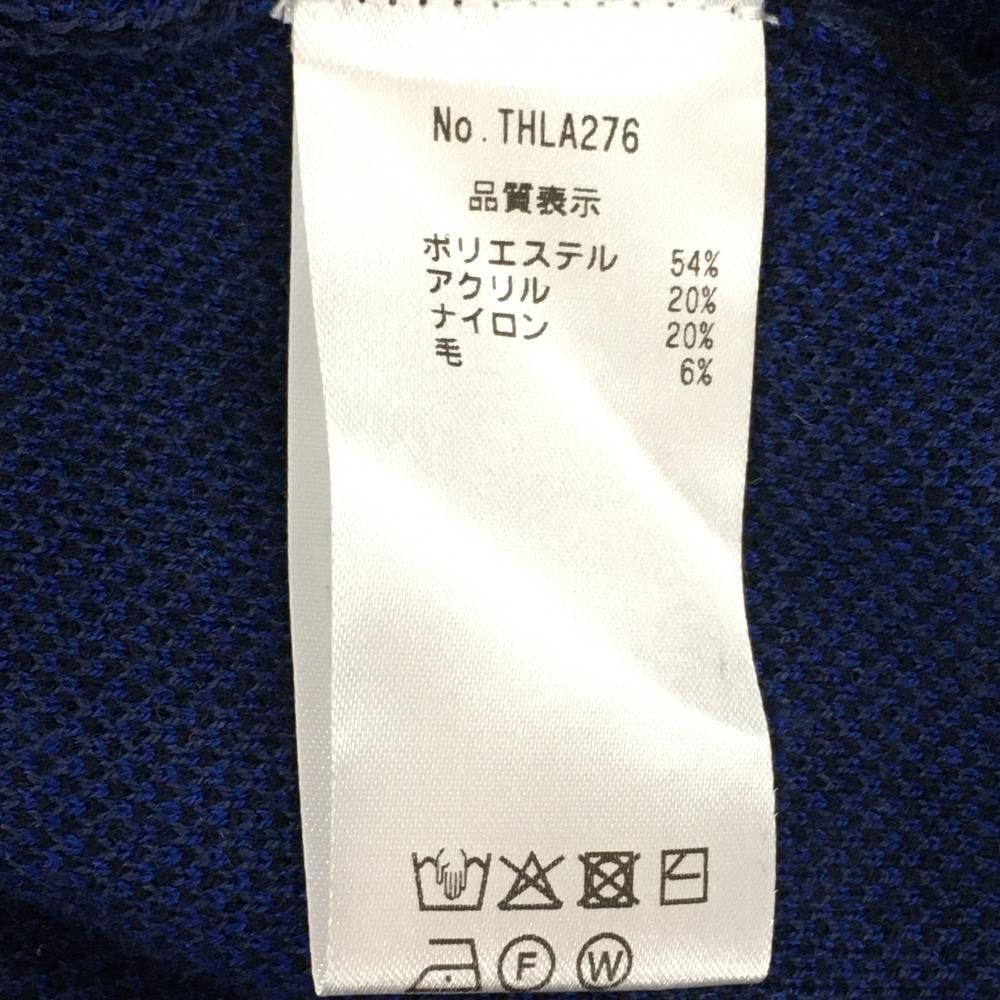 No.THLA276
品質表示
ポリエステル 54%
アクリル 20%
ナイロン 20%
毛 6%
F W